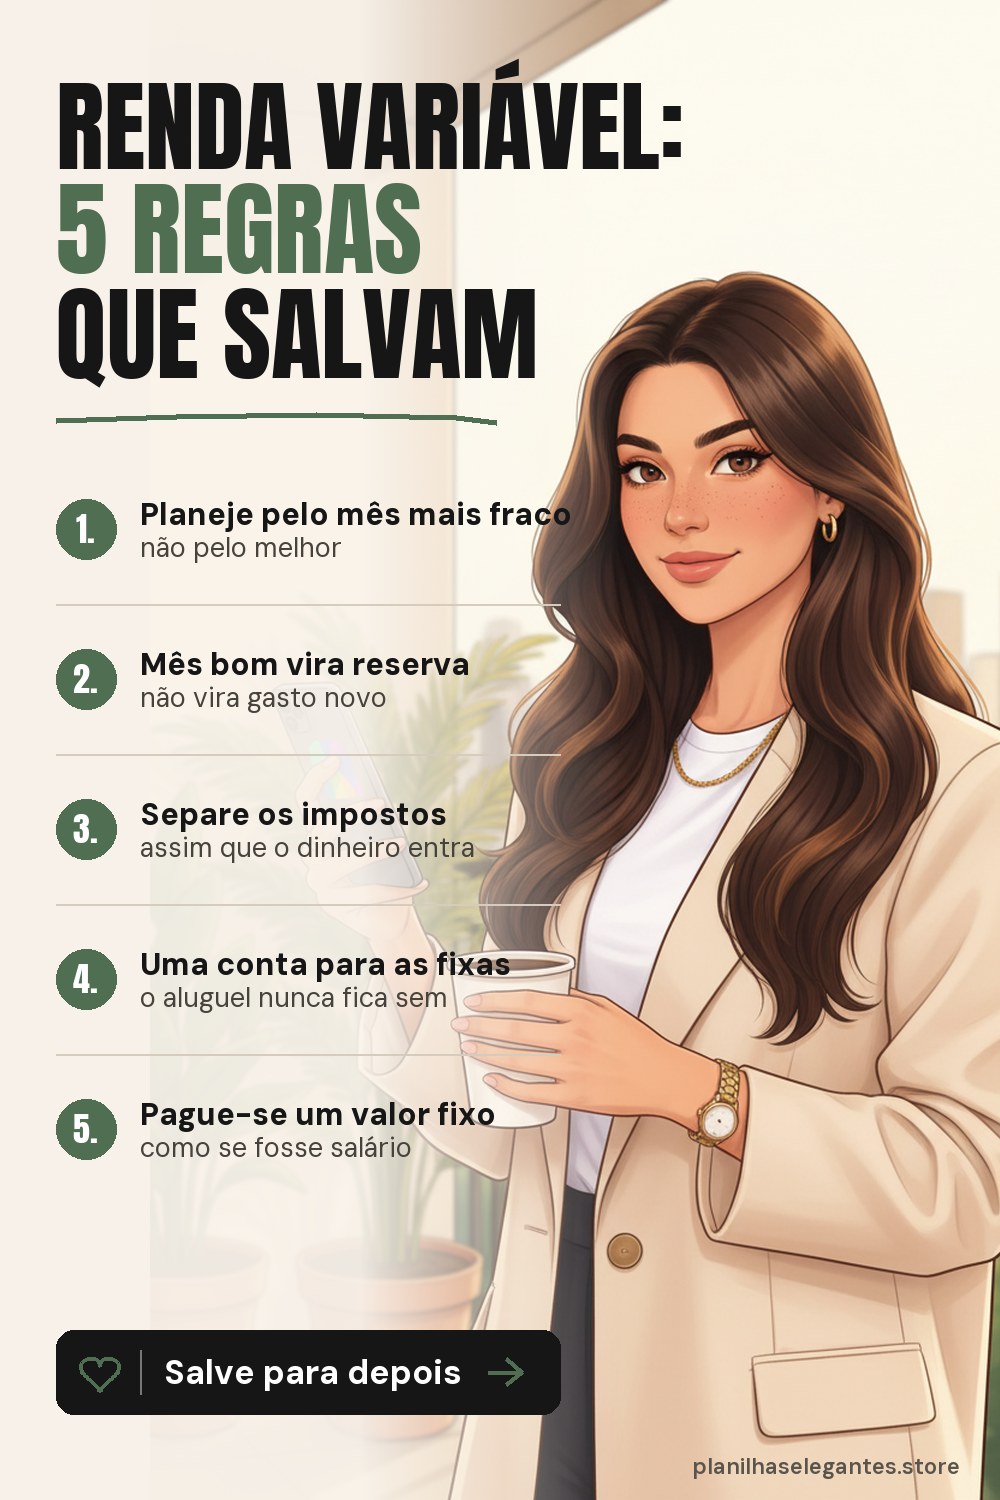 RENDA VARIÁVEL:
5 REGRAS
QUE SALVAM
1.
Planeje pelo mês mais fraco
não pelo melhor
2.
Mês bom vira reserva
não vira gasto novo
3.
Separe os impostos
assim que o dinheiro entra
4.
Uma conta para as fixas
o aluguel nunca fica sem
5.
Pague-se um valor fixo
como se fosse salário
Salve para depois
planilhaselegantes.store